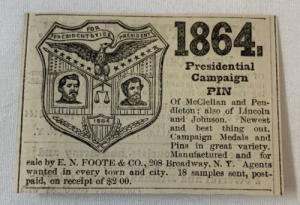 FOR
PRESIDENT & VICE PRESIDENT
1864
1864.
Presidential
Campaign
PIN
Of McClellan and Pen-
dleton; also of Lincoln
and Johnson. Newest
and best thing out.
Campaign Medals and
Pins in great variety.
Manufactured and for
sale by E. N. FOOTE & CO., 208 Broadway, N. Y. Agents
wanted in every town and city. 18 samples sent, post-
paid, on receipt of $2 00.